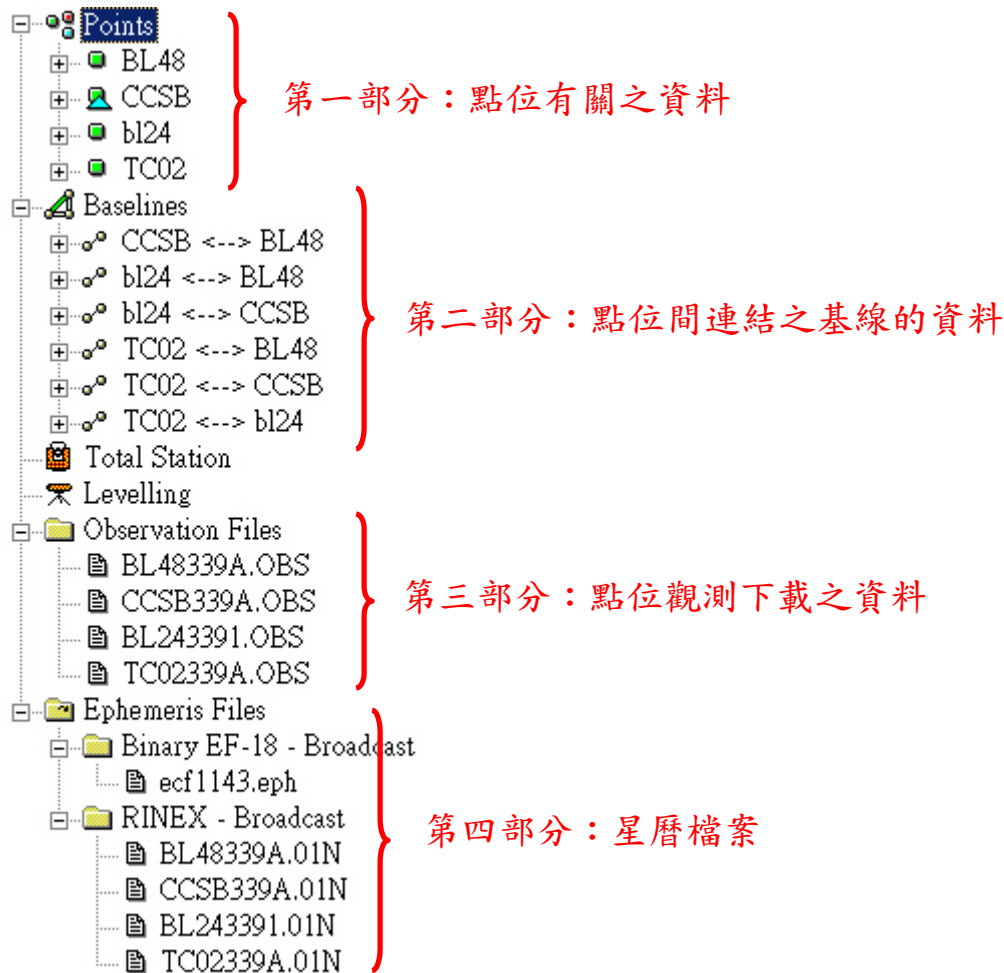 Points
BL48
CCSB
bl24
TC02
第一部分：點位有關之資料
Baselines
CCSB <--> BL48
bl24 <--> BL48
bl24 <--> CCSB
TC02 <--> BL48
TC02 <--> CCSB
TC02 <--> bl24
第二部分：點位間連結之基線的資料
Total Station
Levelling
Observation Files
BL48339A.OBS
CCSB339A.OBS
BL243391.OBS
TC02339A.OBS
第三部分：點位觀測下載之資料
Ephemeris Files
Binary EF-18 - Broadcast
ecf1143.eph
RINEX - Broadcast
BL48339A.01N
CCSB339A.01N
BL243391.01N
TC02339A.01N
第四部分：星曆檔案